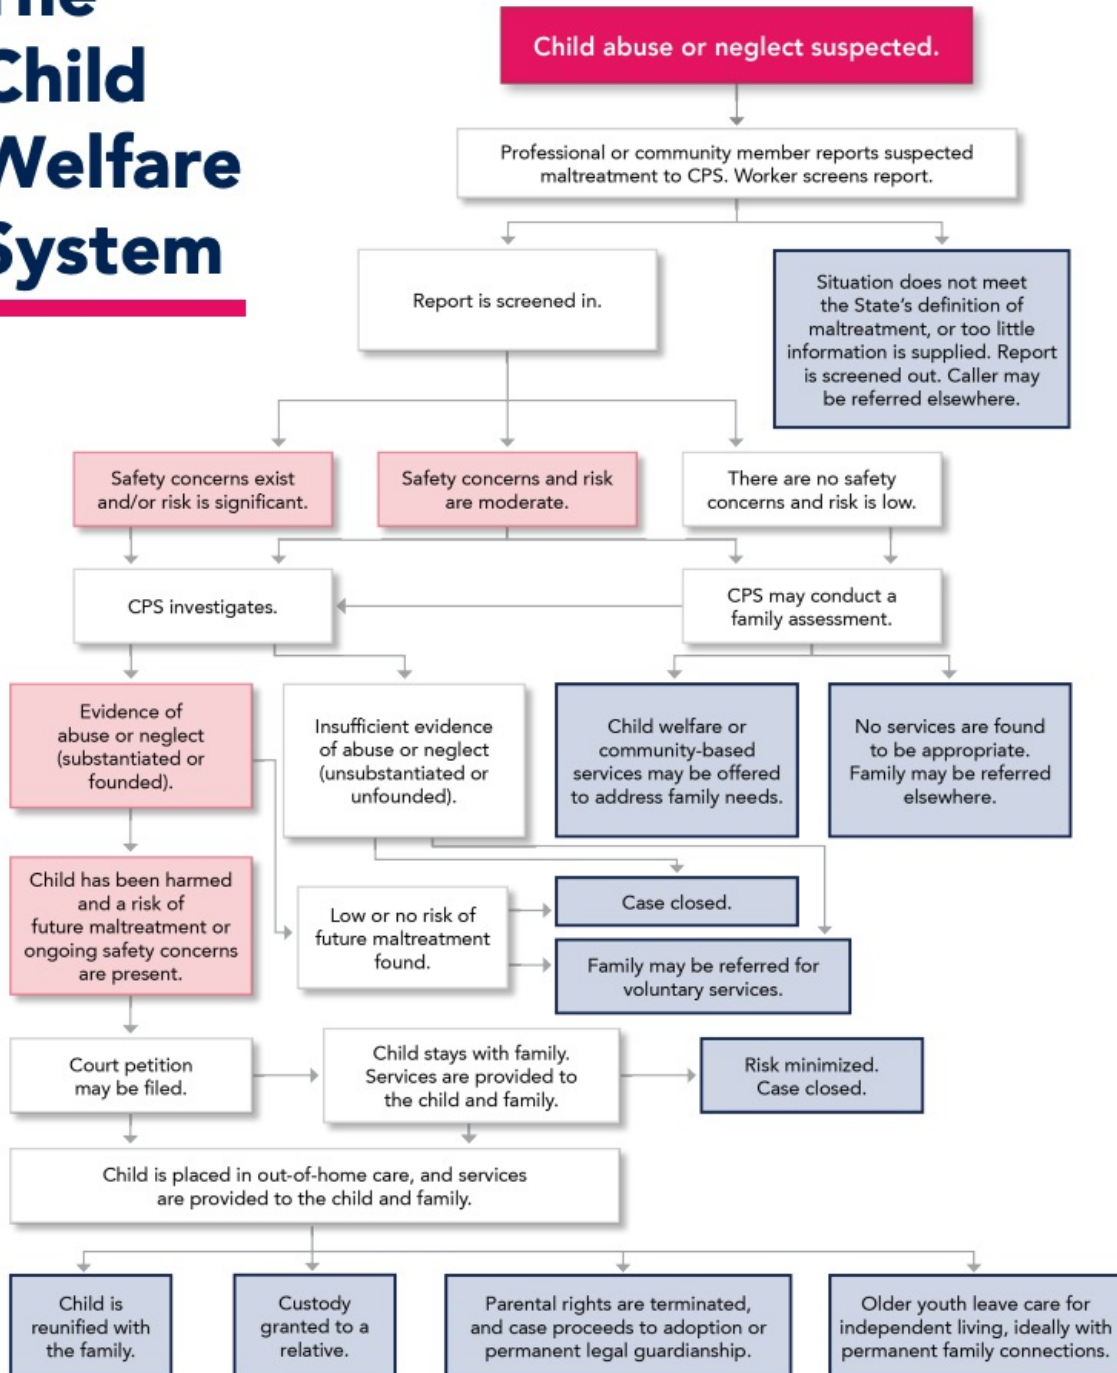 The
Child
Welfare
System
Child abuse or neglect suspected.
Professional or community member reports suspected
maltreatment to CPS. Worker screens report.
Report is screened in.
Situation does not meet
the State's definition of
maltreatment, or too little
information is supplied. Report
is screened out. Caller may
be referred elsewhere.
Safety concerns exist
and/or risk is significant.
Safety concerns and risk
are moderate.
There are no safety
concerns and risk is low.
CPS investigates.
CPS may conduct a
family assessment.
Evidence of
abuse or neglect
(substantiated or
founded).
Insufficient evidence
of abuse or neglect
(unsubstantiated or
unfounded).
Child welfare or
community-based
services may be offered
to address family needs.
No services are found
to be appropriate.
Family may be referred
elsewhere.
Child has been harmed
and a risk of
future maltreatment or
ongoing safety concerns
are present.
Low or no risk of
future maltreatment
found.
Case closed.
Family may be referred for
voluntary services.
Court petition
may be filed.
Child stays with family.
Services are provided to
the child and family.
Risk minimized.
Case closed.
Child is placed in out-of-home care, and services
are provided to the child and family.
Child is
reunified with
the family.
Custody
granted to a
relative.
Parental rights are terminated,
and case proceeds to adoption or
permanent legal guardianship.
Older youth leave care for
independent living, ideally with
permanent family connections.